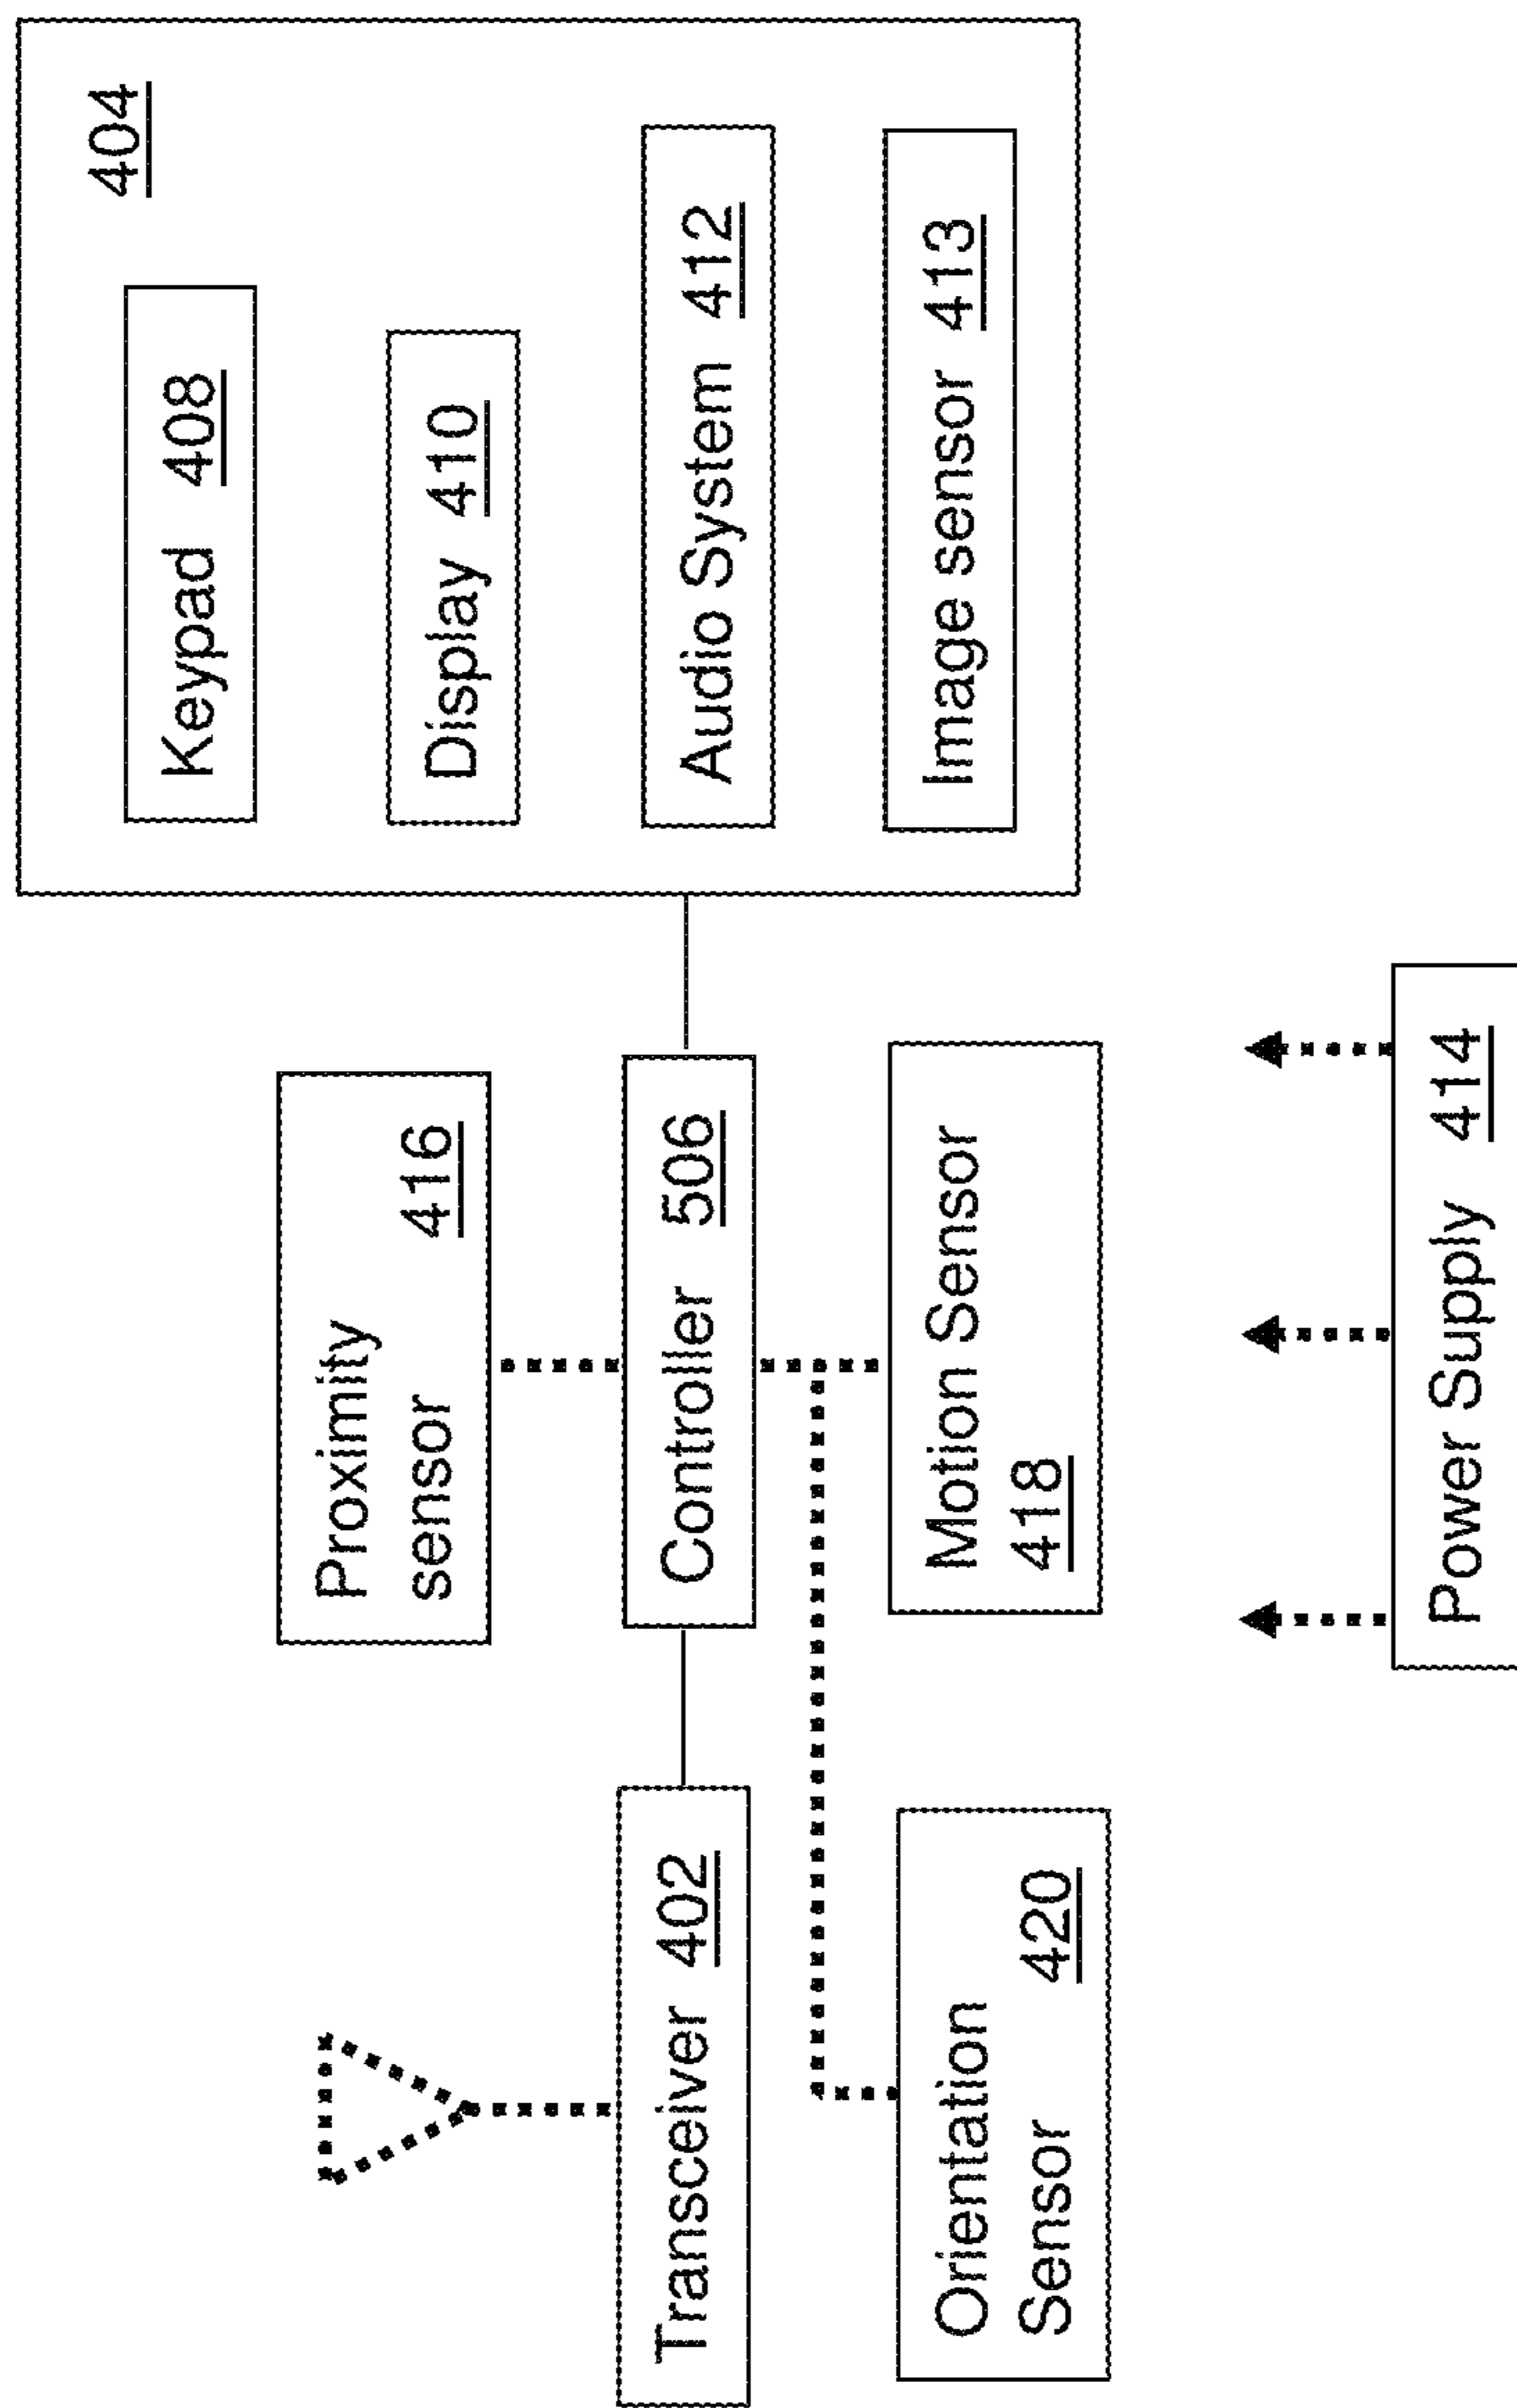 404
Keypad 408
Display 410
Audio System 412
Image sensor 413
Proximity
sensor 416
Controller 506
Transceiver 402
Motion Sensor
418
Orientation
Sensor 420
Power Supply 414